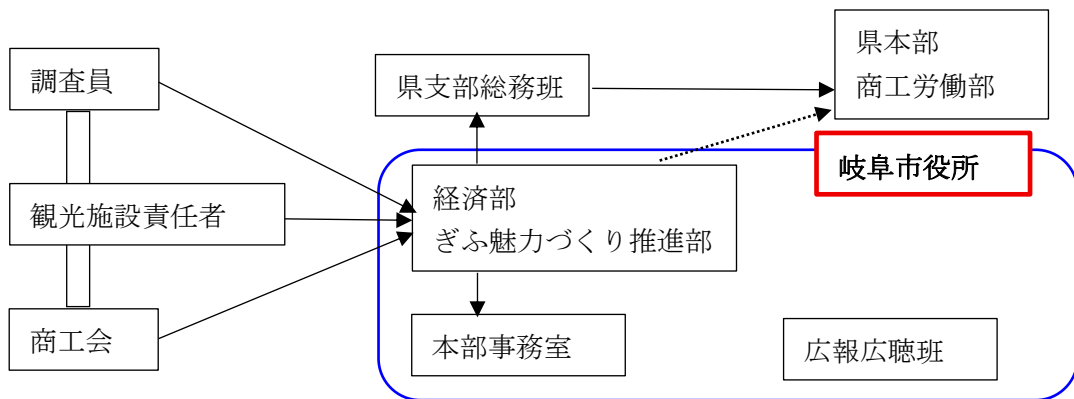 調査員
観光施設責任者
商工会
県支部総務班
県本部
商工労働部
岐阜市役所
経済部
ぎふ魅力づくり推進部
本部事務室
広報広聴班